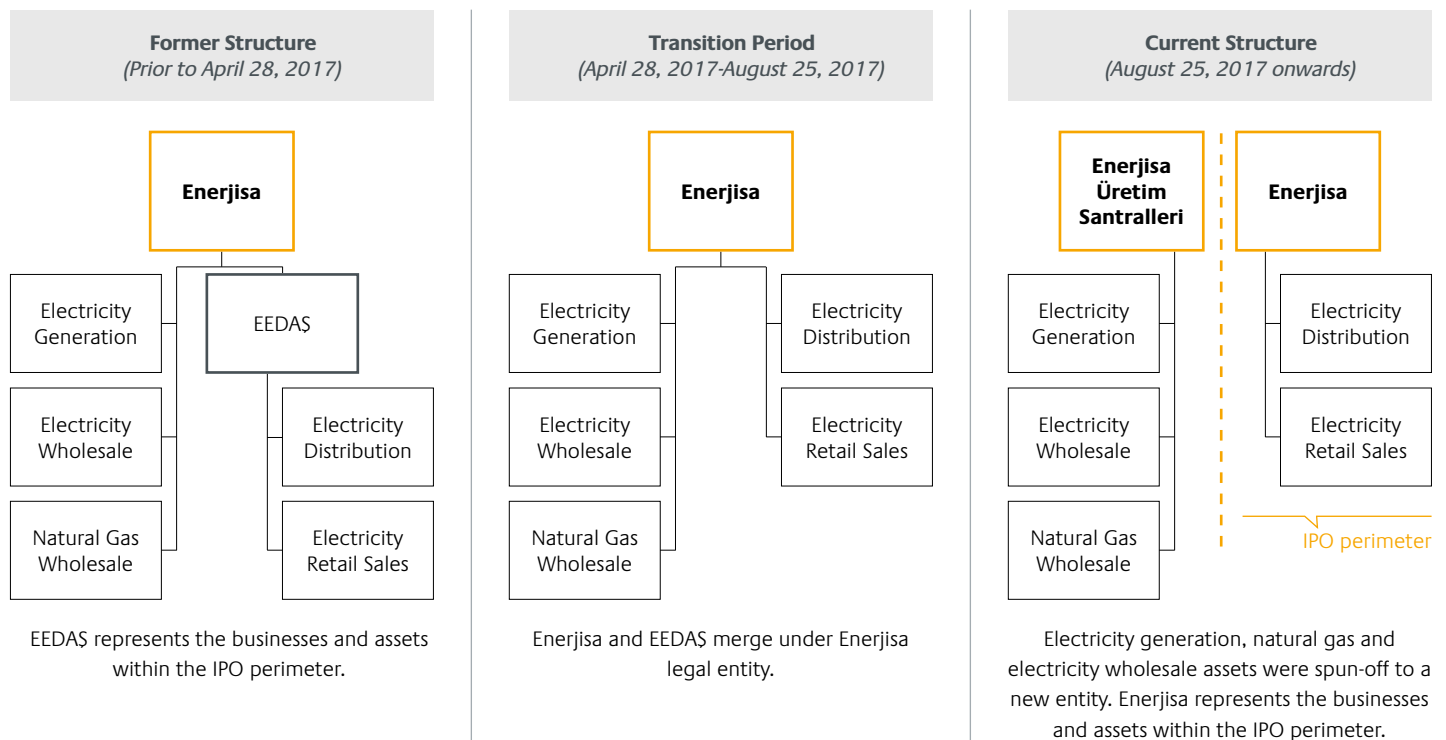 Former Structure
(Prior to April 28, 2017)
Enerjisa
Electricity
Generation
EEDAŞ
Electricity
Wholesale
Electricity
Distribution
Natural Gas
Wholesale
Electricity
Retail Sales
EEDAŞ represents the businesses and assets
within the IPO perimeter.
Transition Period
(April 28, 2017-August 25, 2017)
Enerjisa
Electricity
Generation
Electricity
Distribution
Electricity
Wholesale
Electricity
Retail Sales
Natural Gas
Wholesale
Enerjisa and EEDAŞ merge under Enerjisa
legal entity.
Current Structure
(August 25, 2017 onwards)
Enerjisa
Üretim
Santralleri
Enerjisa
Electricity
Generation
Electricity
Distribution
Electricity
Wholesale
Electricity
Retail Sales
Natural Gas
Wholesale
IPO perimeter
Electricity generation, natural gas and
electricity wholesale assets were spun-off to a
new entity. Enerjisa represents the businesses
and assets within the IPO perimeter.